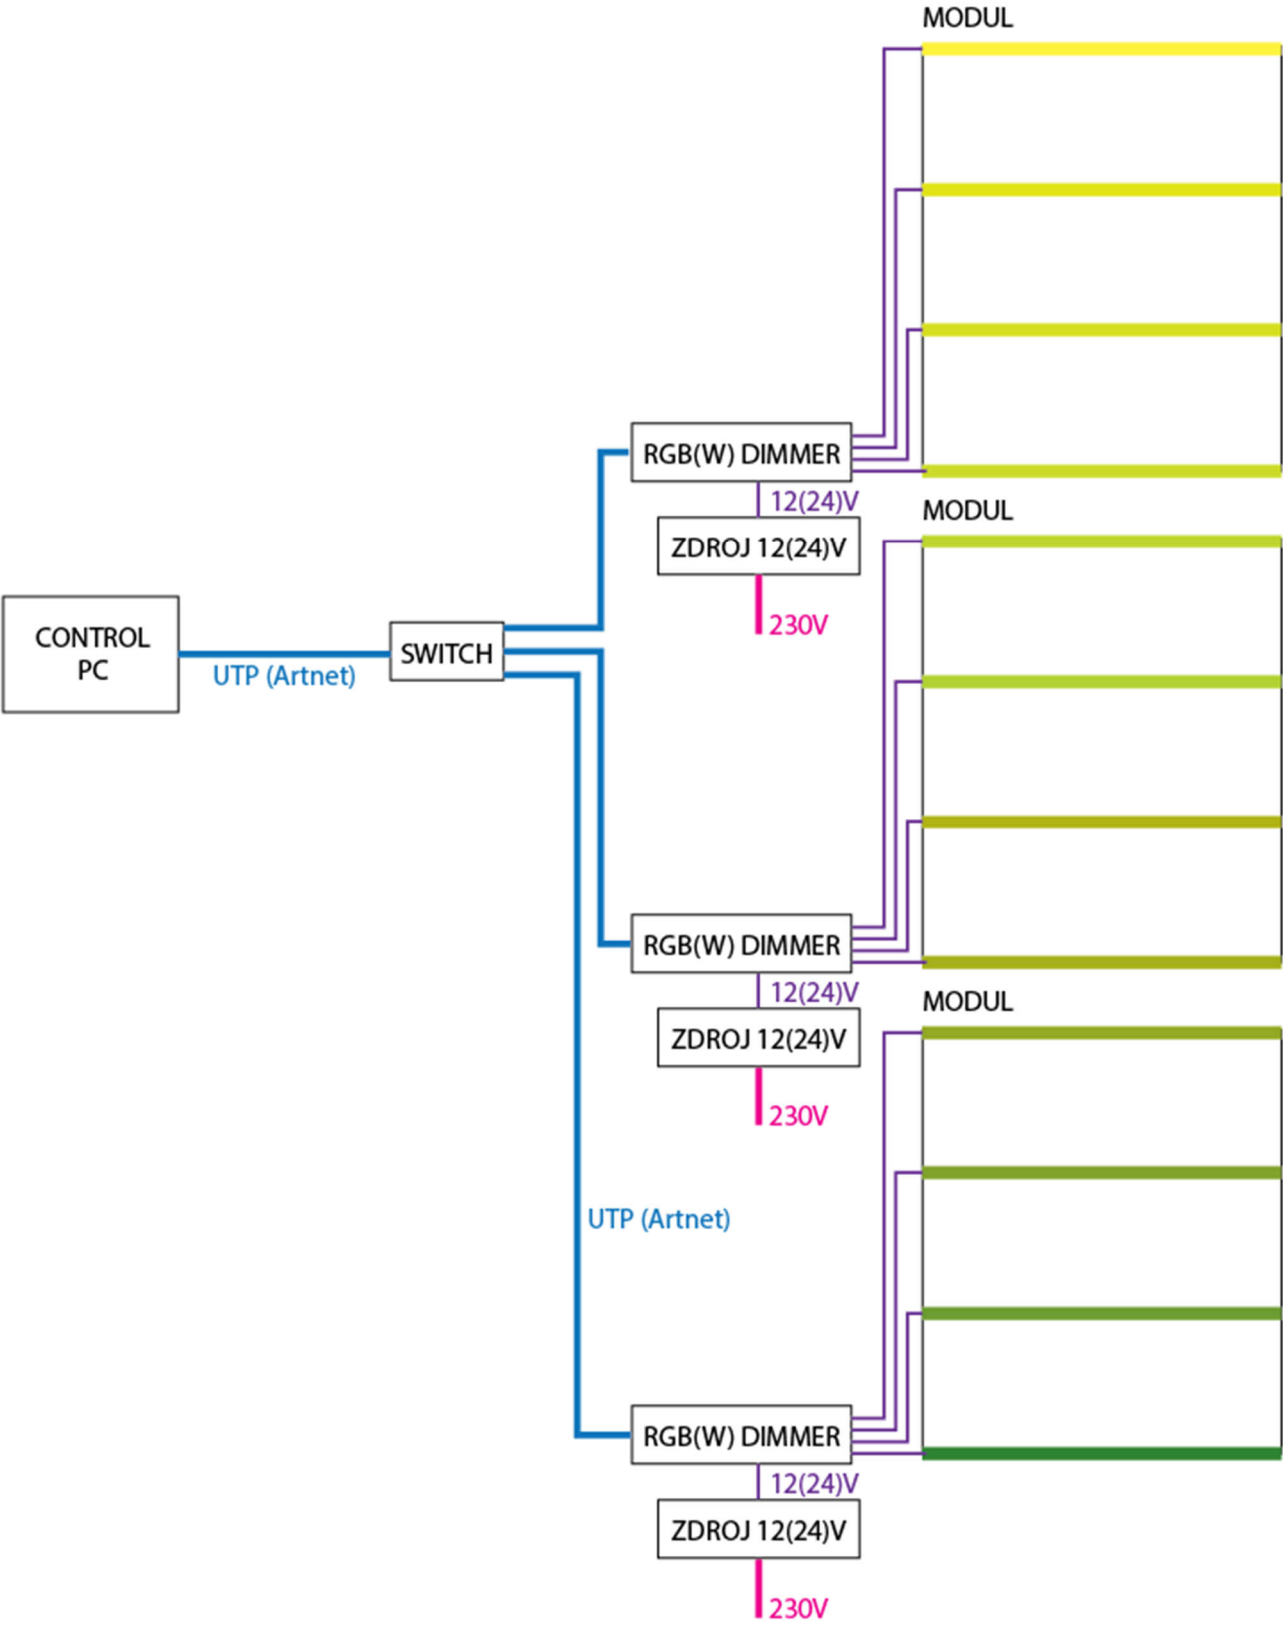 MODUL
RGB(W) DIMMER
12(24)V
MODUL
ZDROJ 12(24)V
230V
CONTROL
PC
SWITCH
UTP (Artnet)
RGB(W) DIMMER
12(24)V
MODUL
ZDROJ 12(24)V
230V
UTP (Artnet)
RGB(W) DIMMER
12(24)V
ZDROJ 12(24)V
230V